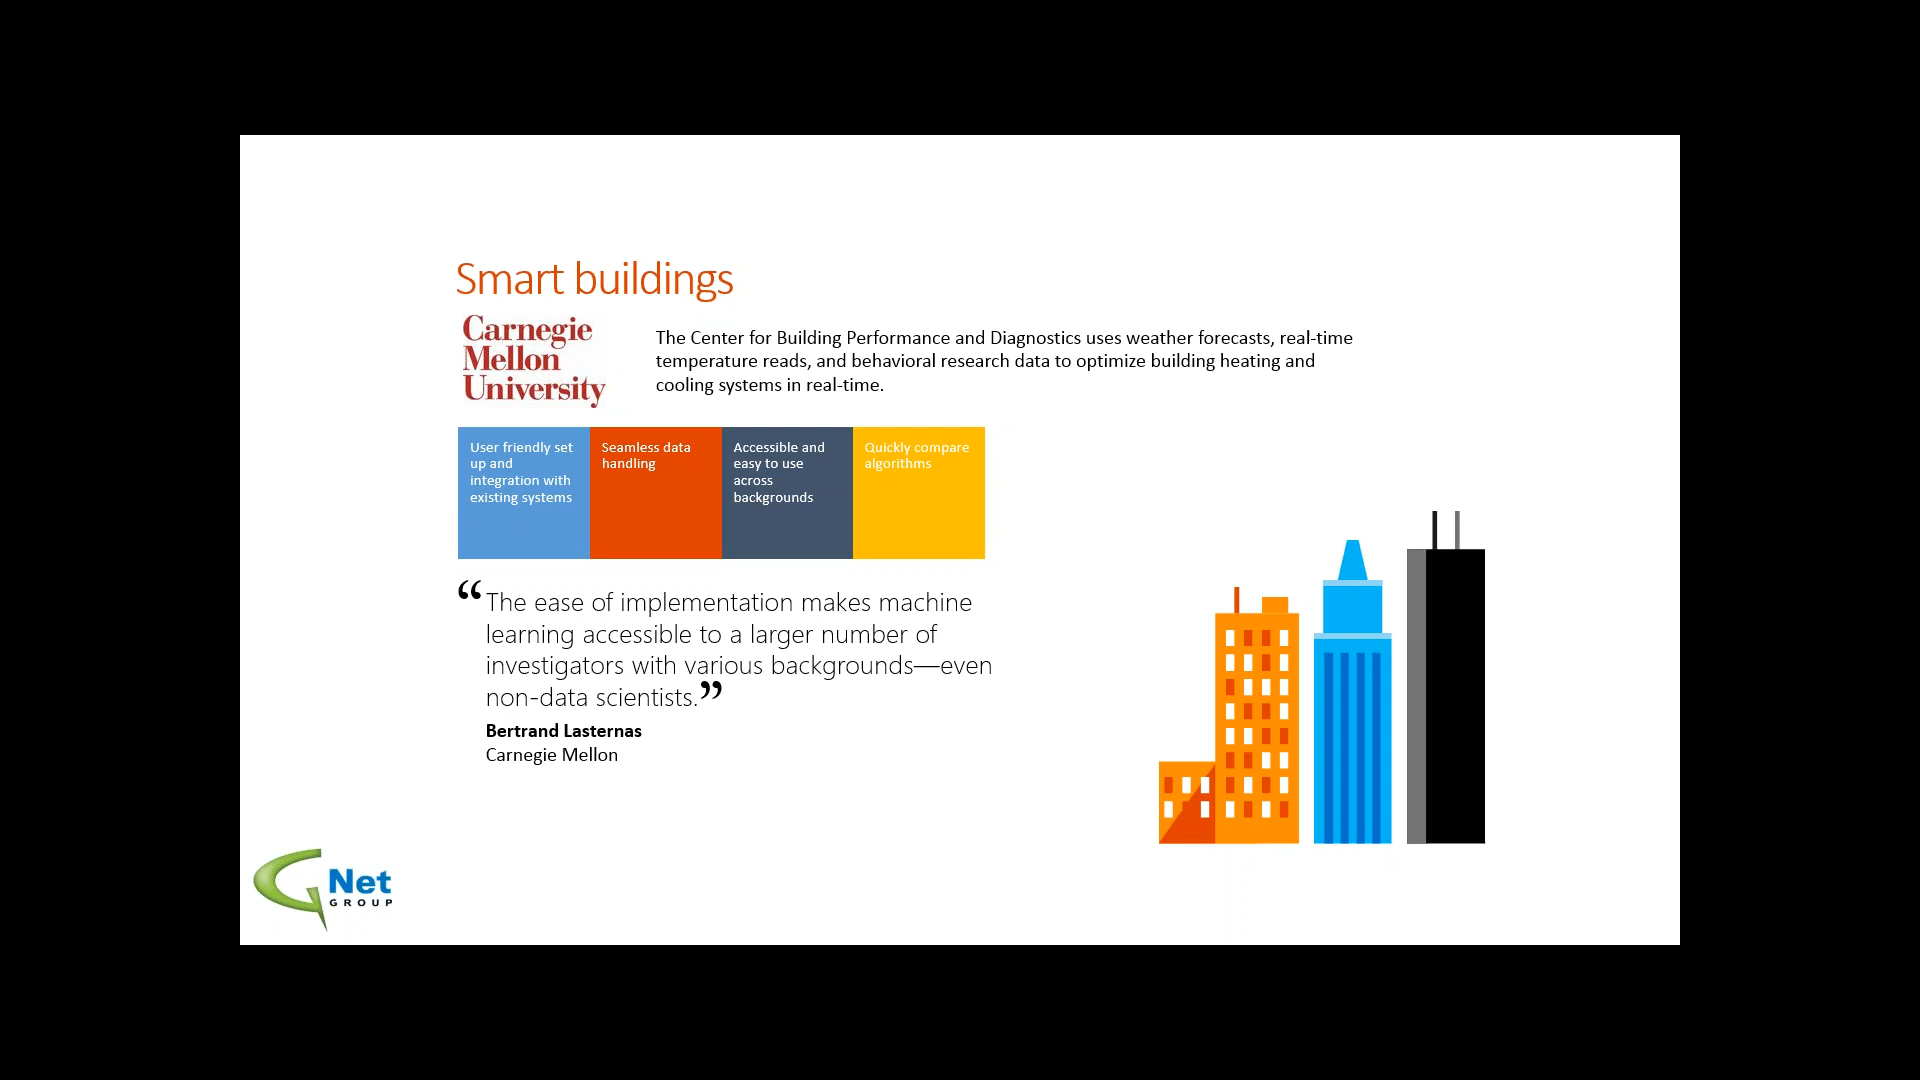 Smart buildings
Carnegie
Mellon
University
The Center for Building Performance and Diagnostics uses weather forecasts, real-time
temperature reads, and behavioral research data to optimize building heating and
cooling systems in real-time.
User friendly set
up and
integration with
existing systems
Seamless data
handling
Accessible and
easy to use
across
backgrounds
Quickly compare
algorithms
“The ease of implementation makes machine
learning accessible to a larger number of
investigators with various backgrounds—even
non-data scientists.”
Bertrand Lasternas
Carnegie Mellon
GNet
GROUP